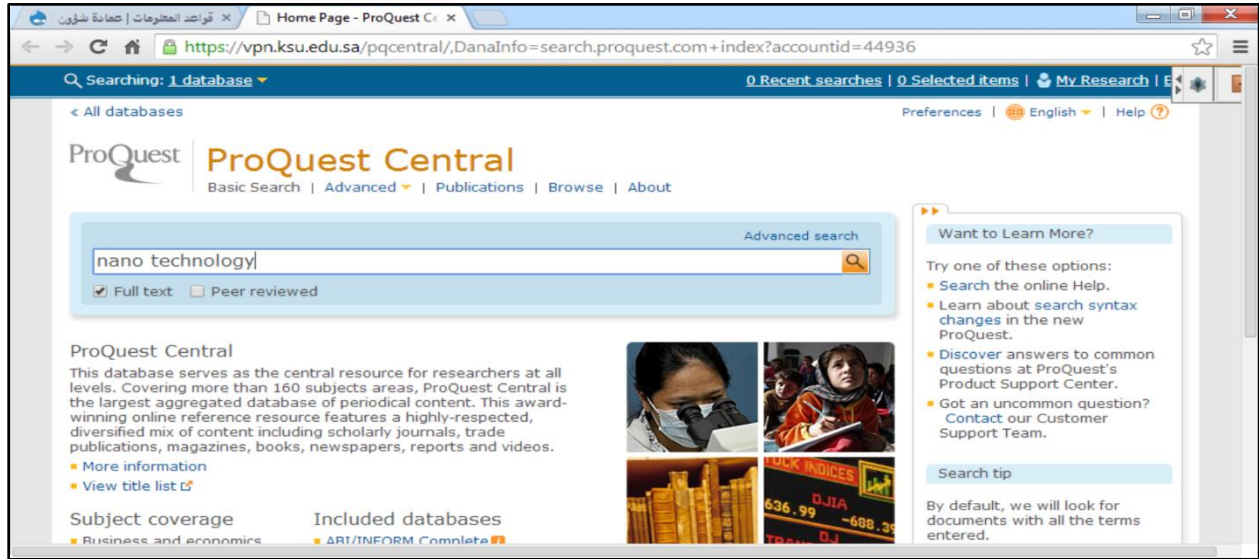 قواعد المعلومات | عمادة شؤون
Home Page - ProQuest Ce
https://vpn.ksu.edu.sa/pqcentral/,DanaInfo=search.proquest.com+index?accountid=44936
Searching: 1 database
0 Recent searches | 0 Selected items | My Research | E
« All databases
Preferences | English | Help ?
ProQuest
ProQuest Central
Basic Search | Advanced | Publications | Browse | About
Advanced search
nano technology
Full text Peer reviewed
ProQuest Central
This database serves as the central resource for researchers at all
levels. Covering more than 160 subjects areas, ProQuest Central is
the largest aggregated database of periodical content. This award-
winning online reference resource features a highly-respected,
diversified mix of content including scholarly journals, trade
publications, magazines, books, newspapers, reports and videos.
More information
View title list
Subject coverage
Business and economics
Included databases
ABI/INFORM Complete
STOCK INDICES
DJIA
636.99 -688.39
DJ
Want to Learn More?
Try one of these options:
Search the online Help.
Learn about search syntax
changes in the new
ProQuest.
Discover answers to common
questions at ProQuest's
Product Support Center.
Got an uncommon question?
Contact our Customer
Support Team.
Search tip
By default, we will look for
documents with all the terms
entered.